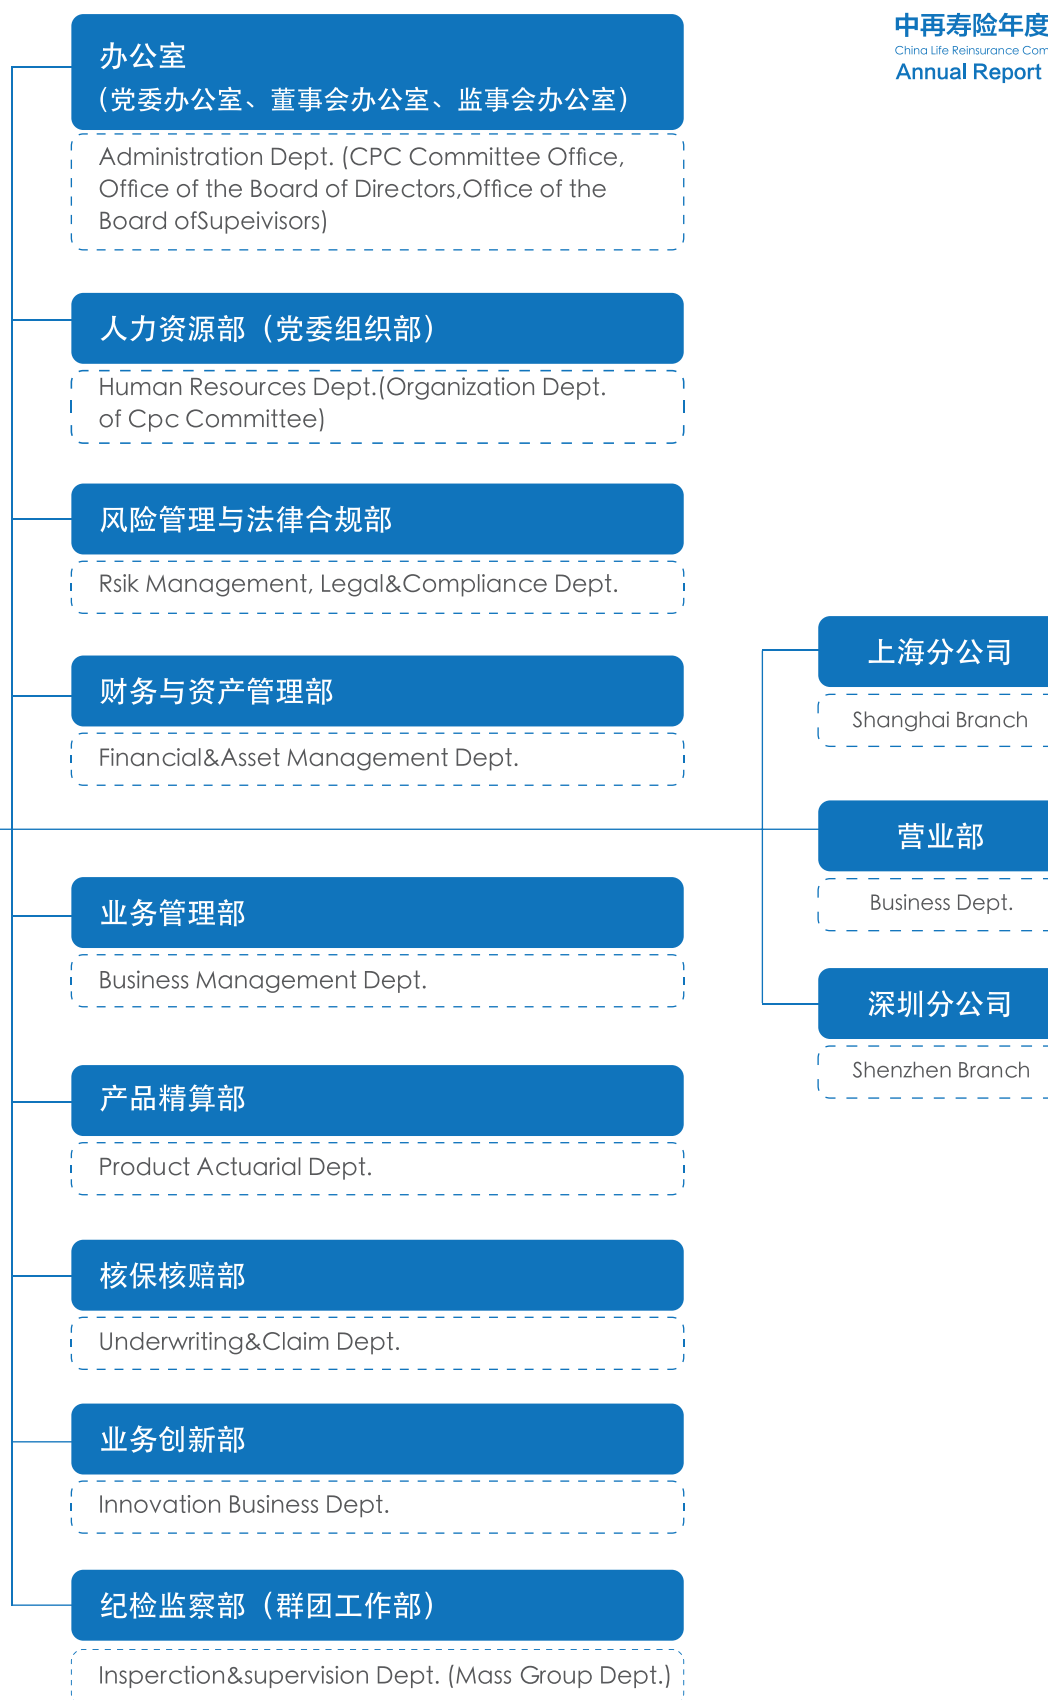 中再寿险年度
China Life Reinsurance Com
Annual Report
办公室
（党委办公室、董事会办公室、监事会办公室）
Administration Dept. (CPC Committee Office,
Office of the Board of Directors,Office of the
Board ofSupeivisors)
人力资源部（党委组织部）
Human Resources Dept.(Organization Dept.
of Cpc Committee)
风险管理与法律合规部
Rsik Management, Legal&Compliance Dept.
财务与资产管理部
Financial&Asset Management Dept.
业务管理部
Business Management Dept.
产品精算部
Product Actuarial Dept.
核保核赔部
Underwriting&Claim Dept.
业务创新部
Innovation Business Dept.
纪检监察部（群团工作部）
Insperction&supervision Dept. (Mass Group Dept.)
上海分公司
Shanghai Branch
营业部
Business Dept.
深圳分公司
Shenzhen Branch